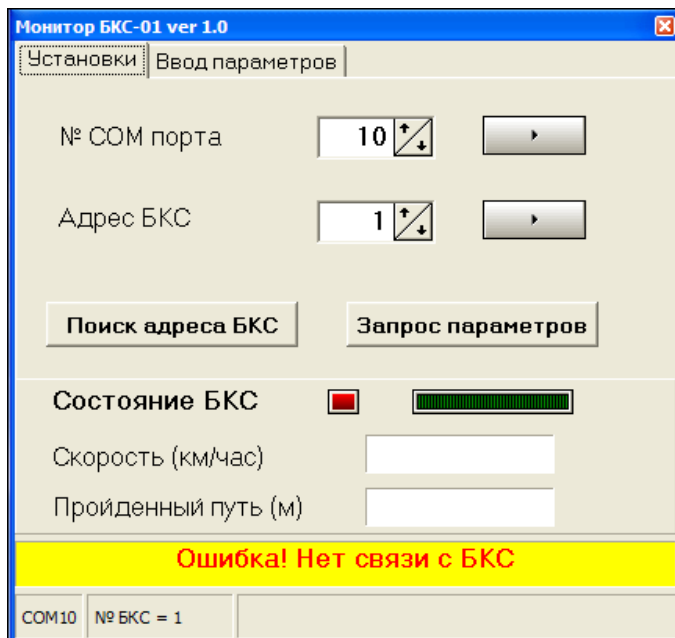 Монитор БКС-01 ver 1.0
Установки Ввод параметров
№ COM порта 10
Адрес БКС 1
Поиск адреса БКС Запрос параметров
Состояние БКС
Скорость (км/час)
Пройденный путь (м)
Ошибка! Нет связи с БКС
COM10 № БКС = 1